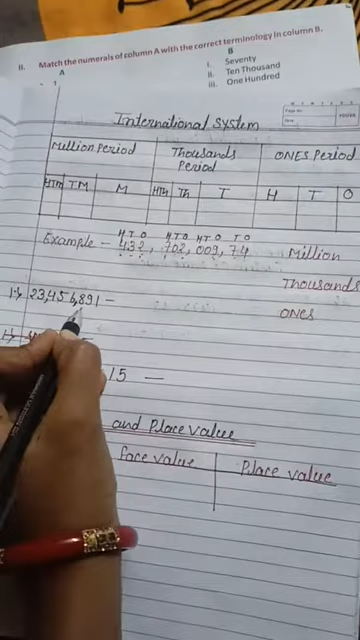 II. Match the numerals of column A with the correct terminology in column B.
A B
I. Seventy
II. Ten Thousand
III. One Hundred
International System
Million Period Thousands Period ONES Period
HTM TM M HTh Th T H T O
H T O H T O H T O T O
Example - 432, 702, 009, 74 Million
Thousands
1→ 23,456,891 - ONEs
15 —
and Place value
face value Place value